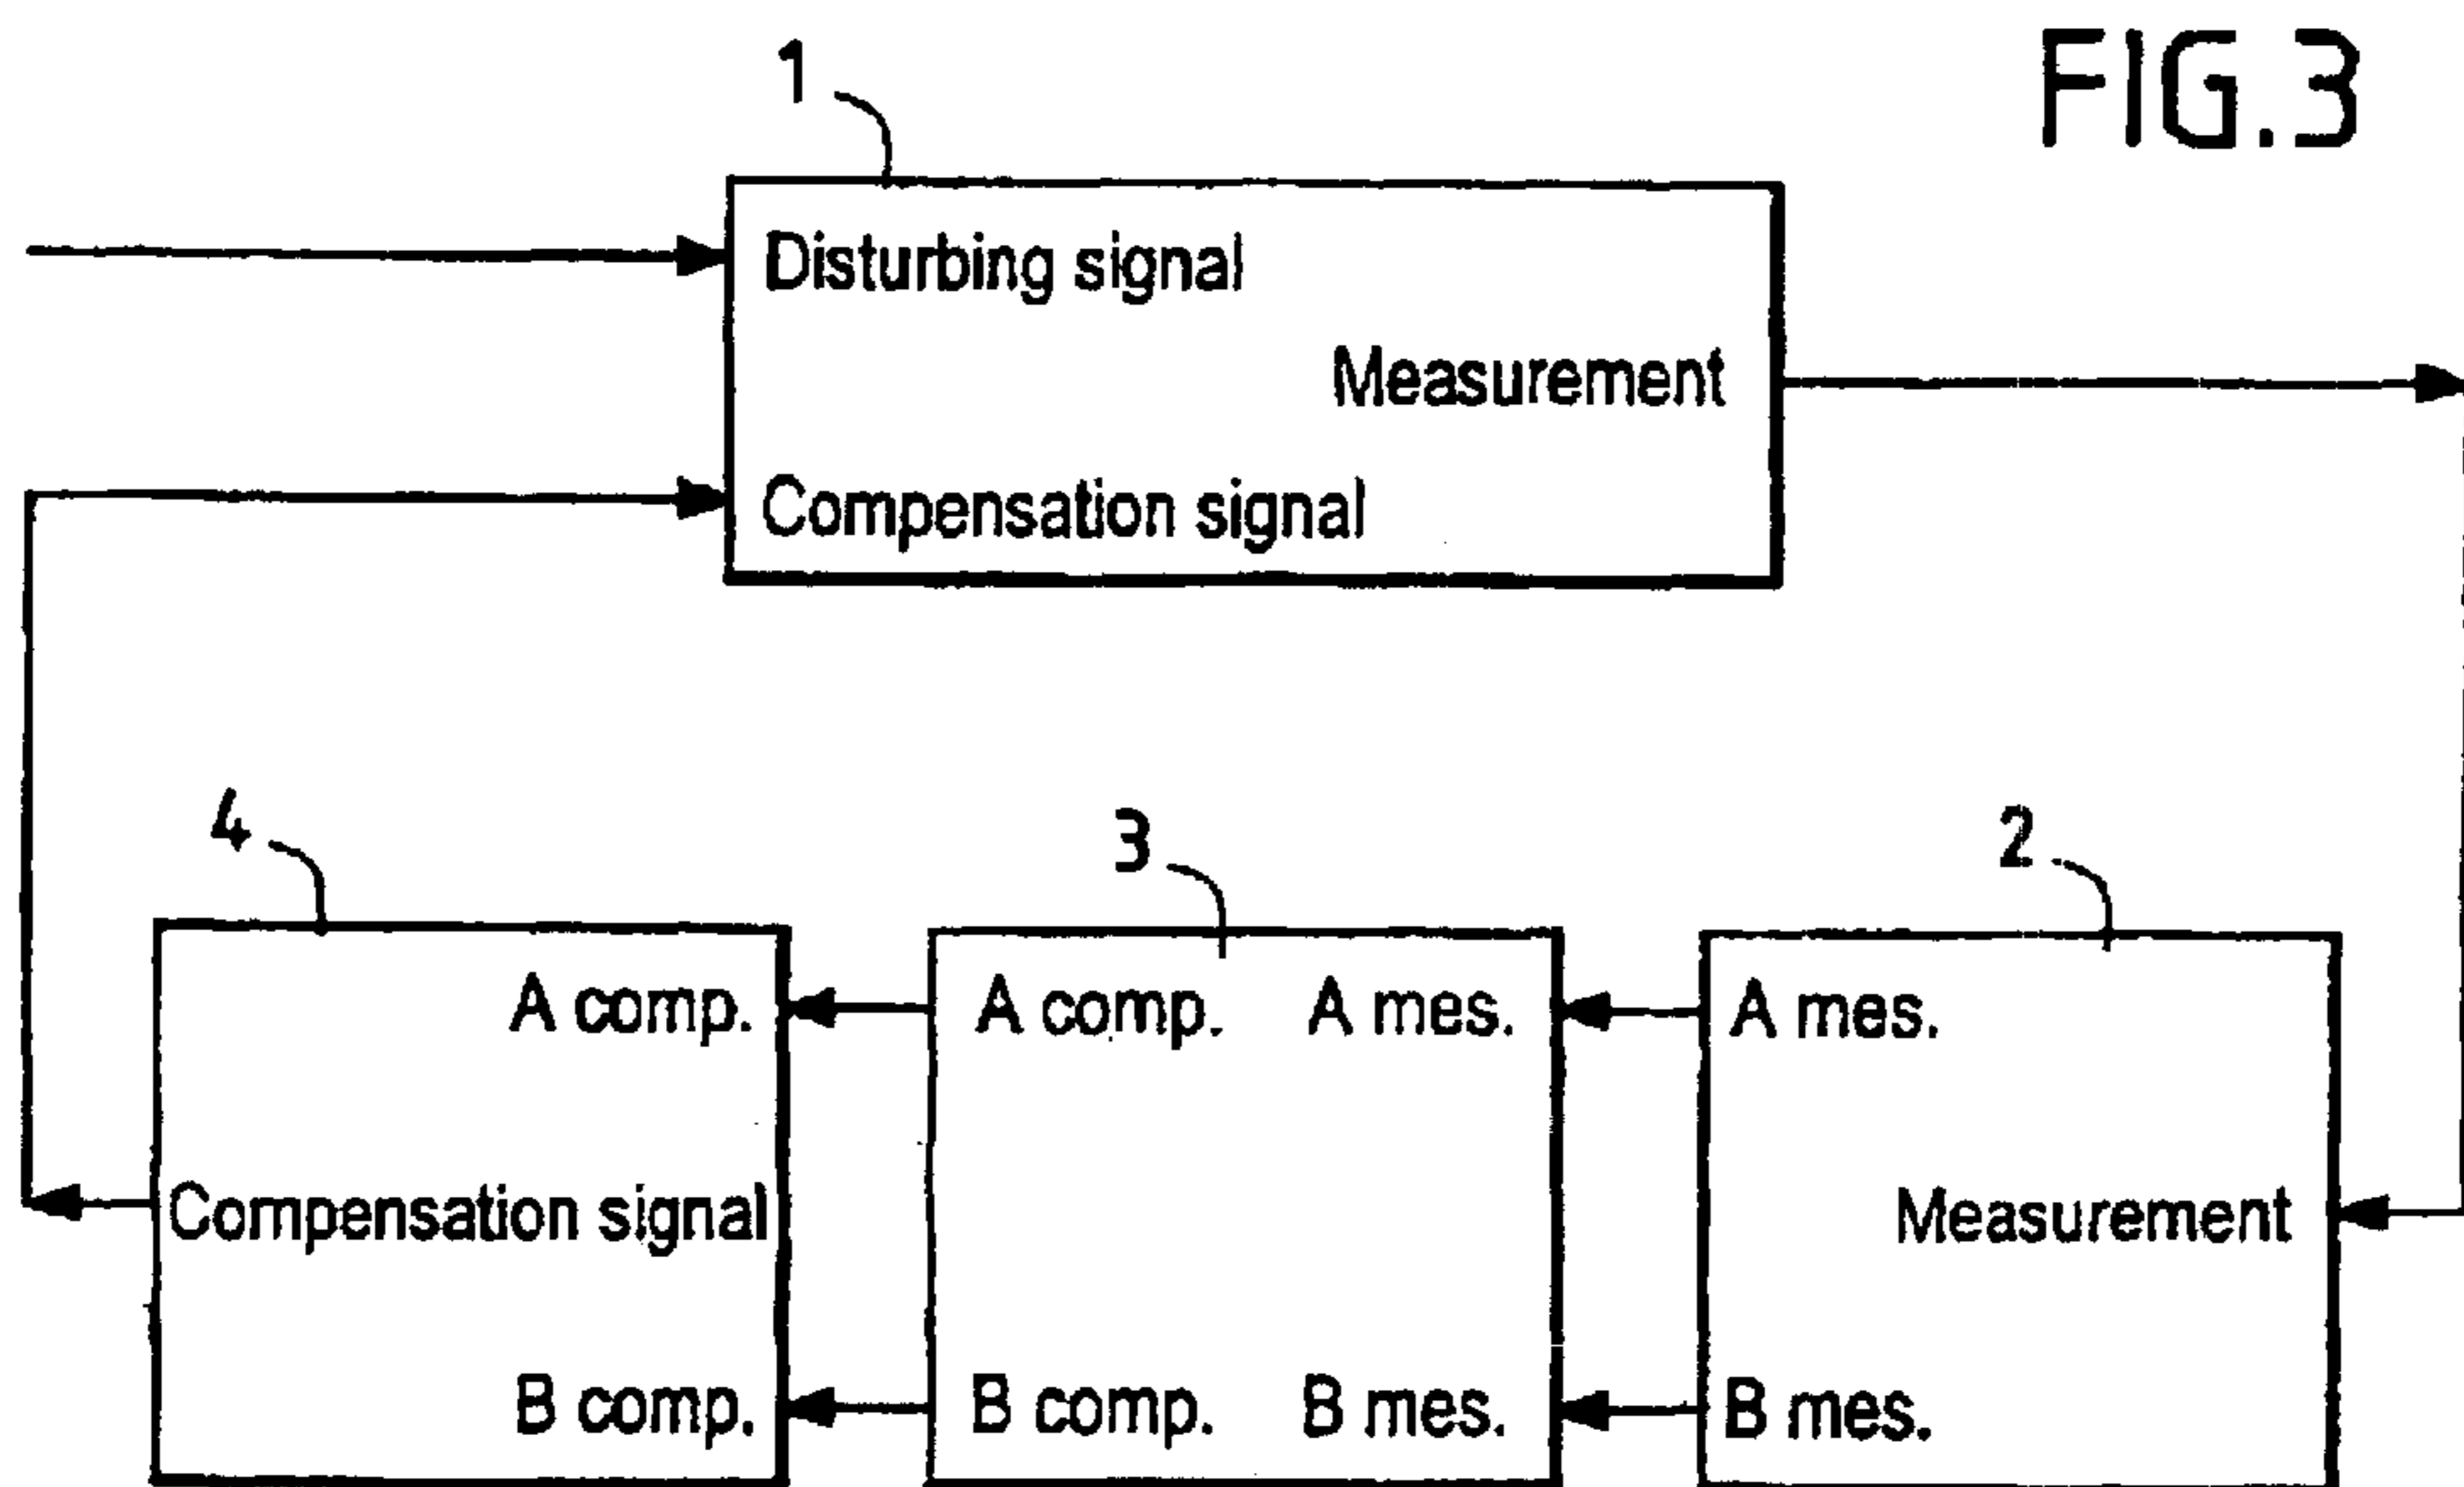 FIG.3
1
Disturbing signal
Measurement
Compensation signal
4
3
2
A comp.
A comp.
A mes.
A mes.
Compensation signal
Measurement
B comp.
B comp.
B mes.
B mes.